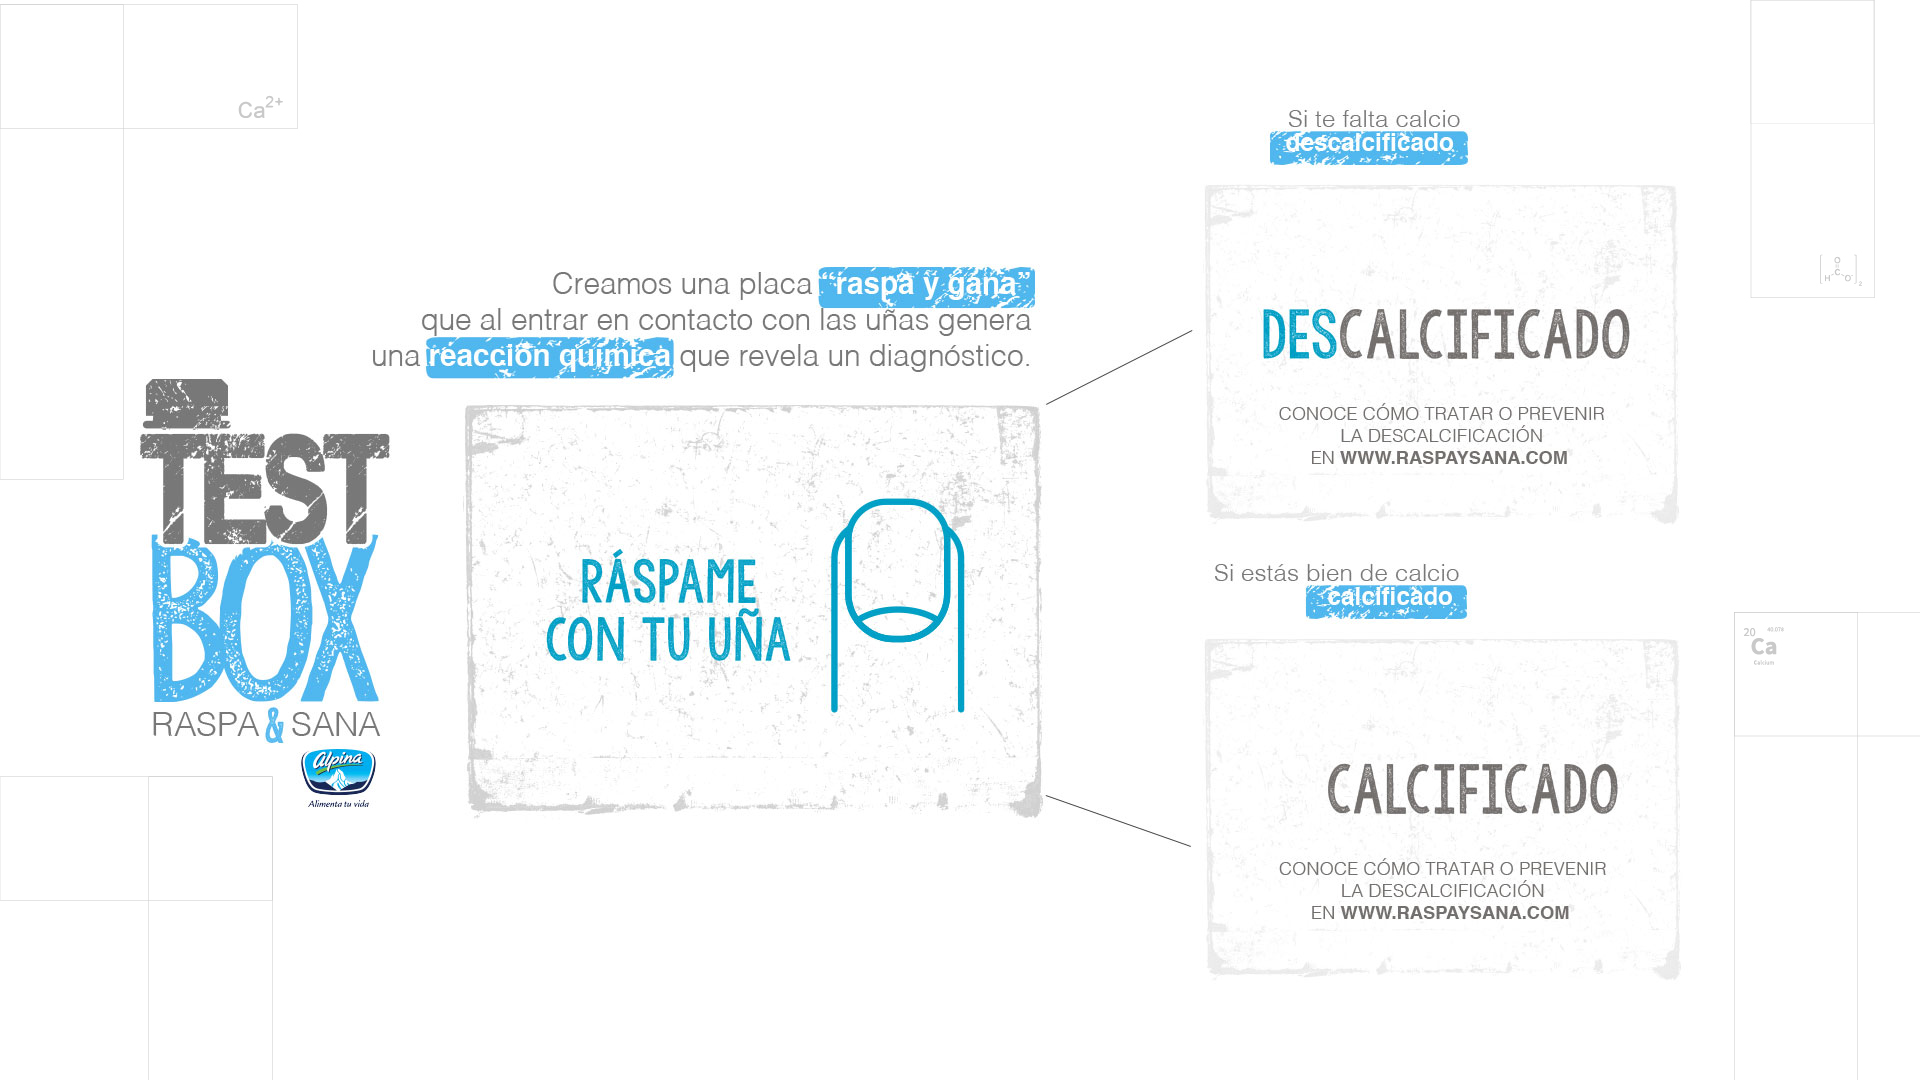 Ca2+
TEST
BOX
RASPA & SANA
Alpina
Alimenta tu vida
Creamos una placa “raspa y gana”
que al entrar en contacto con las uñas genera
una reacción química que revela un diagnóstico.
RÁSPAME
CON TU UÑA
Si te falta calcio
descalcificado
DESCALCIFICADO
CONOCE CÓMO TRATAR O PREVENIR
LA DESCALCIFICACIÓN
EN WWW.RASPAYSANA.COM
Si estás bien de calcio
calcificado
CALCIFICADO
CONOCE CÓMO TRATAR O PREVENIR
LA DESCALCIFICACIÓN
EN WWW.RASPAYSANA.COM
O
H C O
2
20
Ca
Calcium